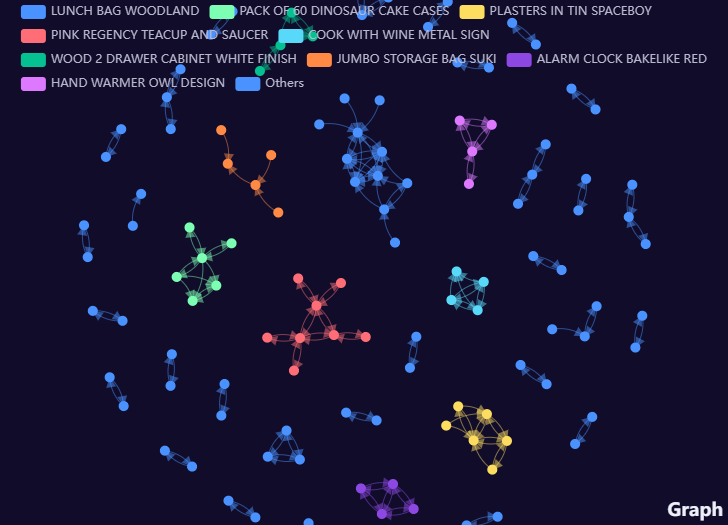 LUNCH BAG WOODLAND PACK OF 60 DINOSAUR CAKE CASES PLASTERS IN TIN SPACEBOY
PINK REGENCY TEACUP AND SAUCER COOK WITH WINE METAL SIGN
WOOD 2 DRAWER CABINET WHITE FINISH JUMBO STORAGE BAG SUKI ALARM CLOCK BAKELIKE RED
HAND WARMER OWL DESIGN Others
Graph